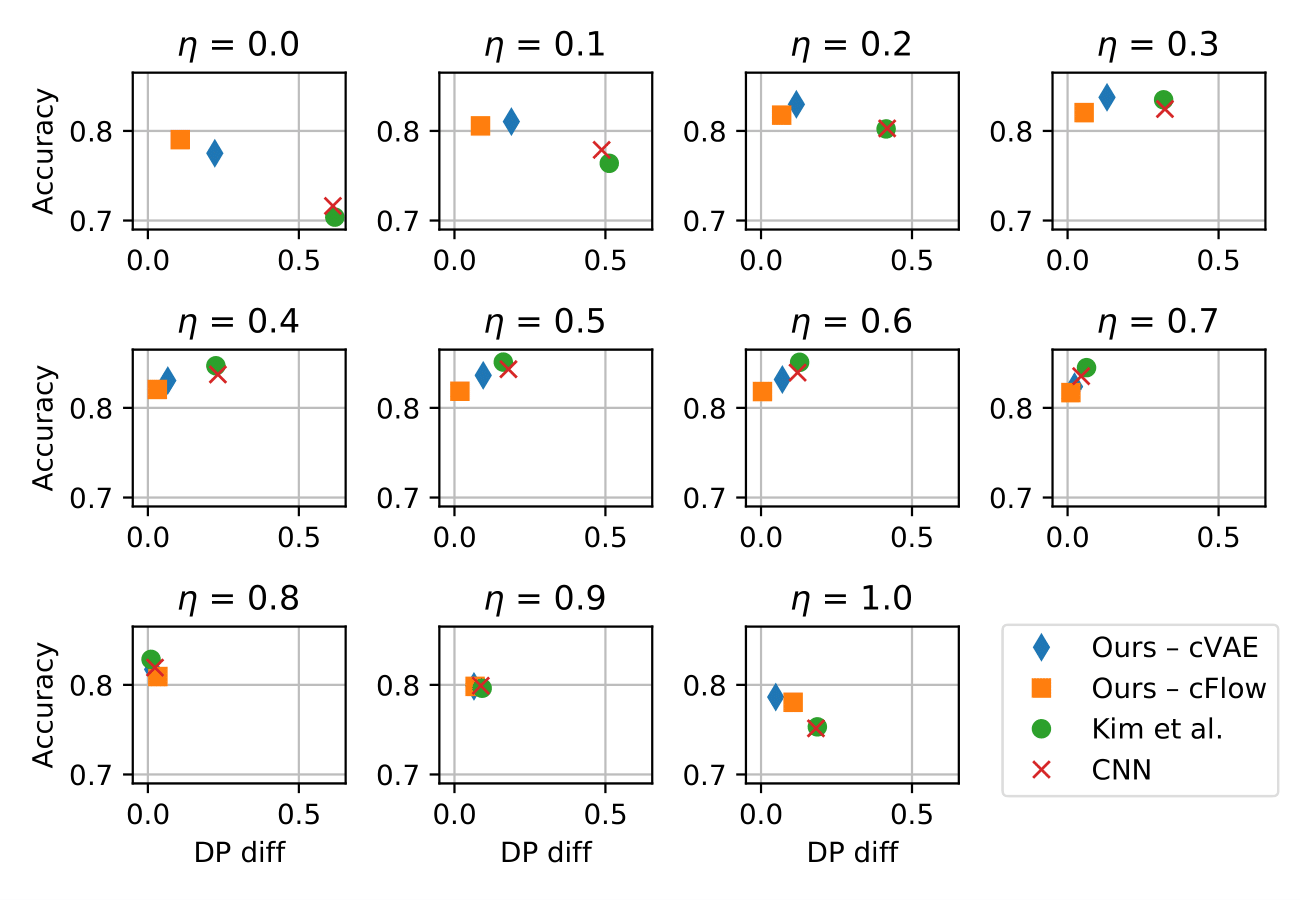 η = 0.0
η = 0.1
η = 0.2
η = 0.3
Accuracy
0.8
0.7
0.0 0.5
0.8
0.7
0.0 0.5
0.8
0.7
0.0 0.5
0.8
0.7
0.0 0.5
η = 0.4
η = 0.5
η = 0.6
η = 0.7
Accuracy
0.8
0.7
0.0 0.5
0.8
0.7
0.0 0.5
0.8
0.7
0.0 0.5
0.8
0.7
0.0 0.5
η = 0.8
η = 0.9
η = 1.0
Accuracy
0.8
0.7
0.0 0.5
DP diff
0.8
0.7
0.0 0.5
DP diff
0.8
0.7
0.0 0.5
DP diff
Ours – cVAE
Ours – cFlow
Kim et al.
CNN